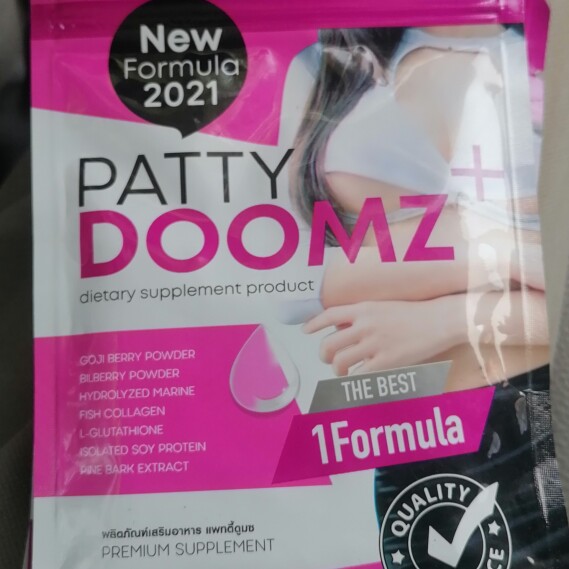 New
Formula
2021
PATTY
DOOMZ+
dietary supplement product
GOJI BERRY POWDER
BILBERRY POWDER
HYDROLYZED MARINE
FISH COLLAGEN
L-GLUTATHIONE
ISOLATED SOY PROTEIN
PINE BARK EXTRACT
THE BEST
1Formula
ผลิตภัณฑ์เสริมอาหาร แพทตี้ดูมซ
PREMIUM SUPPLEMENT
QUALITY